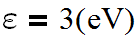 ε = 3(eV)